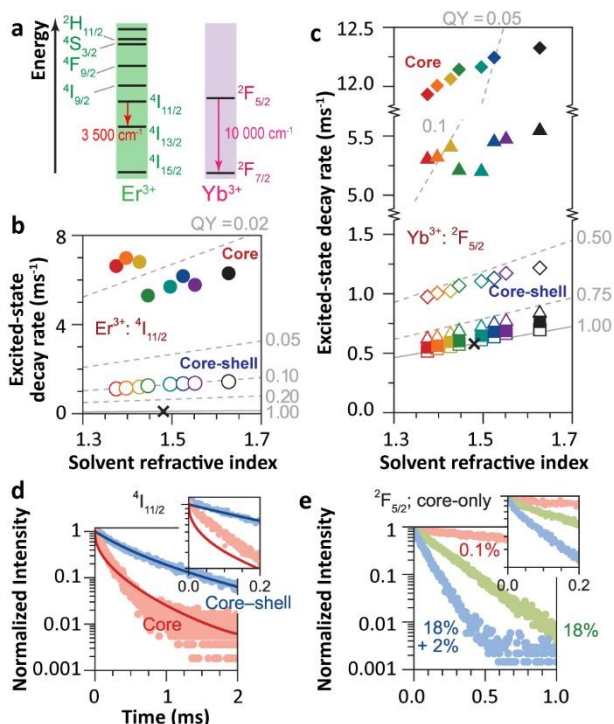 a
Energy
²H₁₁/₂
⁴S₃/₂
⁴F₉/₂
⁴I₉/₂
⁴I₁₁/₂
3 500 cm⁻¹
⁴I₁₃/₂
⁴I₁₅/₂
Er³⁺
²F₅/₂
10 000 cm⁻¹
²F₇/₂
Yb³⁺
b
Excited-state
decay rate (ms⁻¹)
8
4
0
QY = 0.02
Core
Er³⁺: ⁴I₁₁/₂
0.05
Core-shell
0.10
0.20
1.00
1.3
1.5
1.7
Solvent refractive index
c
Excited-state decay rate (ms⁻¹)
12.5
12.0
5.5
5.0
1.5
1.0
0.5
0.0
QY = 0.05
Core
0.1
Yb³⁺: ²F₅/₂
0.50
Core-shell
0.75
1.00
1.3
1.5
1.7
Solvent refractive index
d
Normalized Intensity
1
0.1
0.01
0.001
⁴I₁₁/₂
0.0
0.2
Core–shell
Core
0
1
2
Time (ms)
e
Normalized Intensity
1
0.1
0.01
0.001
²F₅/₂; core-only
0.0
0.2
0.1%
18%
+ 2%
18%
0.0
0.5
1.0
Time (ms)